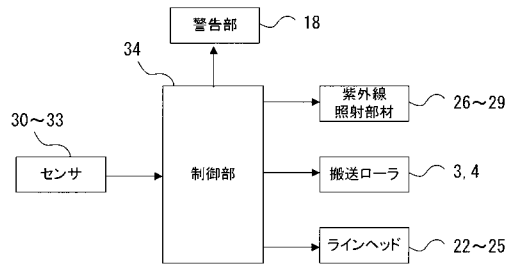 警告部
18
34
紫外線
照射部材
26～29
30～33
センサ
制御部
搬送ローラ
3, 4
ラインヘッド
22～25